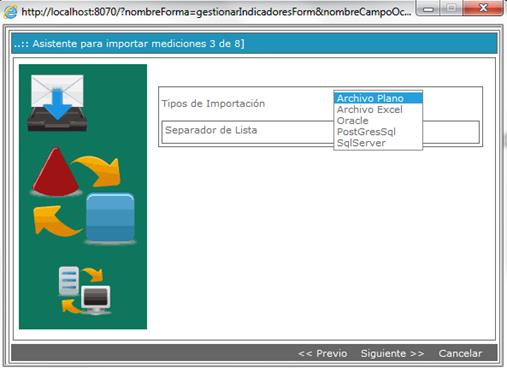 http://localhost:8070/?nombreForma=gestionarIndicadoresForm&nombreCampoOc...
..:: Asistente para importar mediciones 3 de 8]
Tipos de Importación
Archivo Plano
Archivo Excel
Oracle
PostGresSql
SqlServer
Separador de Lista
<< Previo Siguiente >> Cancelar